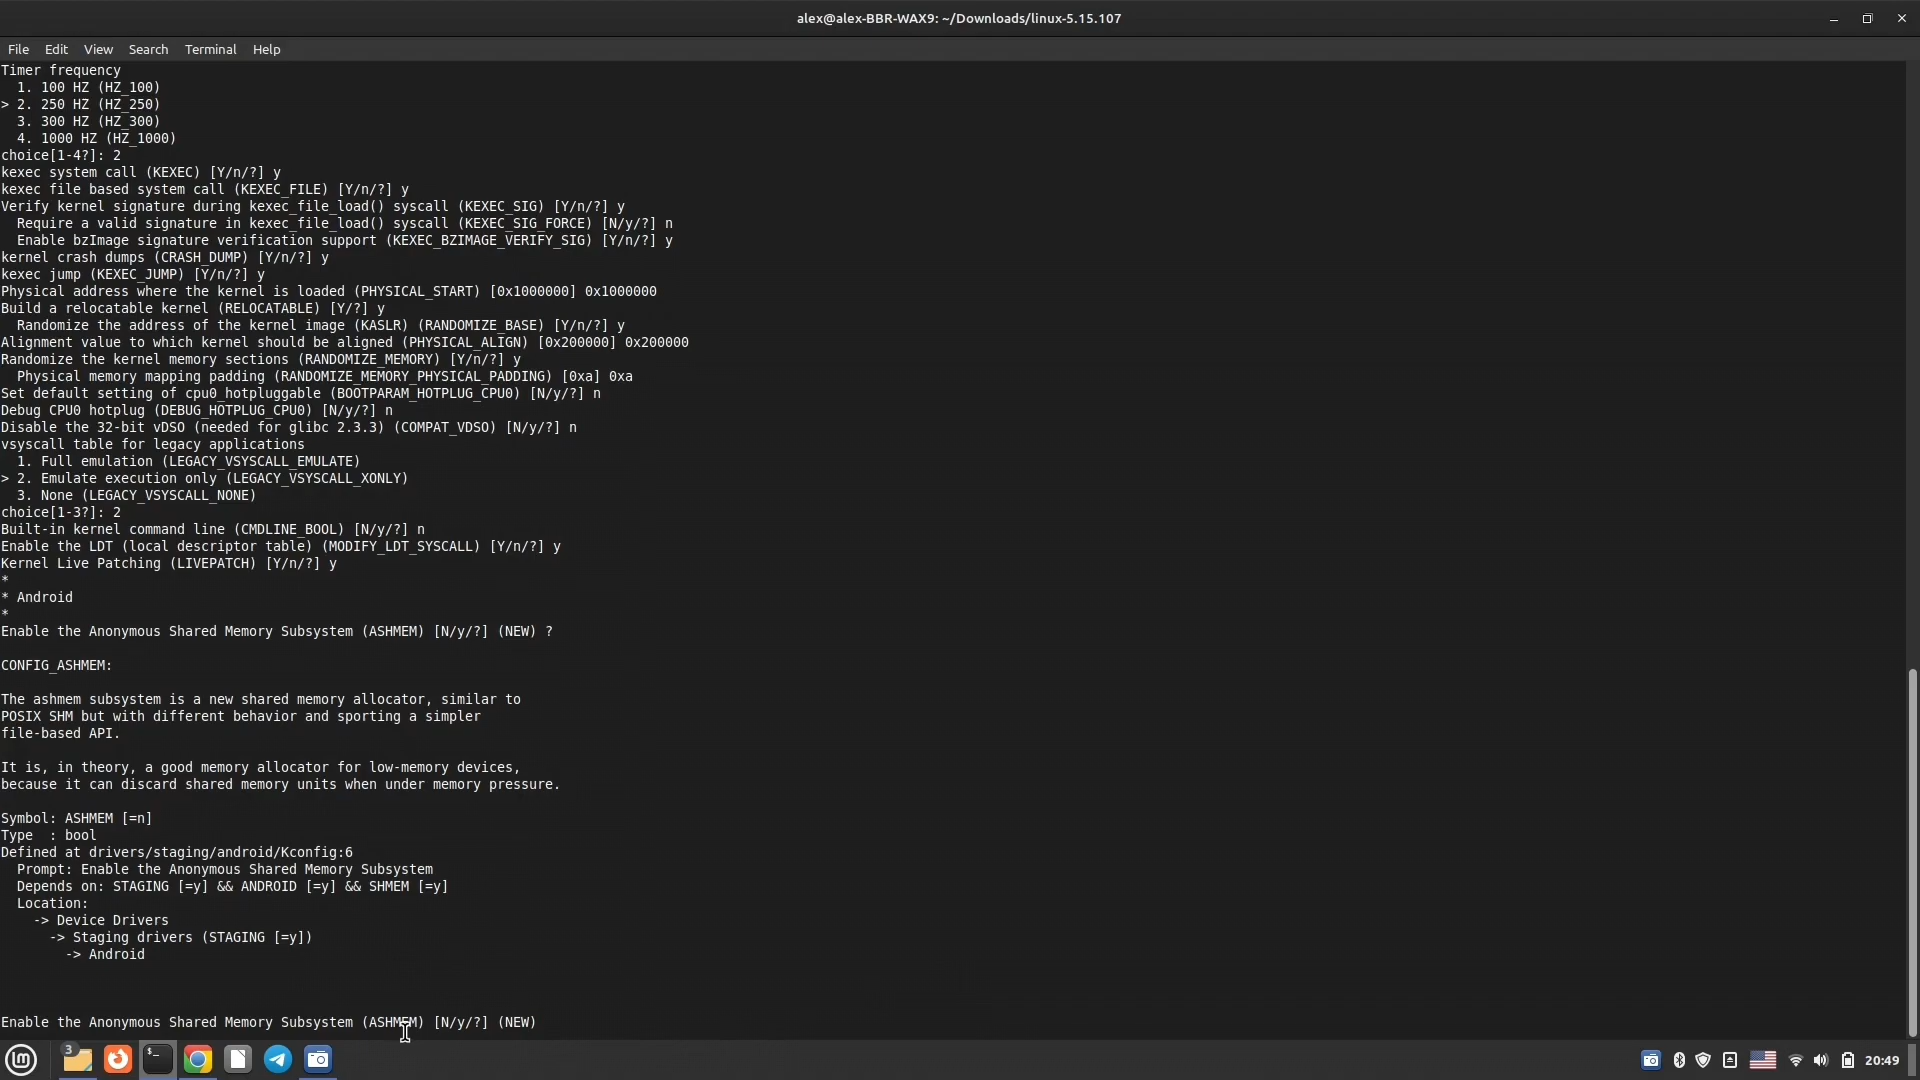 alex@alex-BBR-WAX9: ~/Downloads/linux-5.15.107
File Edit View Search Terminal Help
Timer frequency
  1. 100 HZ (HZ_100)
> 2. 250 HZ (HZ_250)
  3. 300 HZ (HZ_300)
  4. 1000 HZ (HZ_1000)
choice[1-4?]: 2
kexec system call (KEXEC) [Y/n/?] y
kexec file based system call (KEXEC_FILE) [Y/n/?] y
Verify kernel signature during kexec_file_load() syscall (KEXEC_SIG) [Y/n/?] y
  Require a valid signature in kexec_file_load() syscall (KEXEC_SIG_FORCE) [N/y/?] n
  Enable bzImage signature verification support (KEXEC_BZIMAGE_VERIFY_SIG) [Y/n/?] y
kernel crash dumps (CRASH_DUMP) [Y/n/?] y
kexec jump (KEXEC_JUMP) [Y/n/?] y
Physical address where the kernel is loaded (PHYSICAL_START) [0x1000000] 0x1000000
Build a relocatable kernel (RELOCATABLE) [Y/?] y
  Randomize the address of the kernel image (KASLR) (RANDOMIZE_BASE) [Y/n/?] y
Alignment value to which kernel should be aligned (PHYSICAL_ALIGN) [0x200000] 0x200000
Randomize the kernel memory sections (RANDOMIZE_MEMORY) [Y/n/?] y
  Physical memory mapping padding (RANDOMIZE_MEMORY_PHYSICAL_PADDING) [0xa] 0xa
Set default setting of cpu0_hotpluggable (BOOTPARAM_HOTPLUG_CPU0) [N/y/?] n
Debug CPU0 hotplug (DEBUG_HOTPLUG_CPU0) [N/y/?] n
Disable the 32-bit vDSO (needed for glibc 2.3.3) (COMPAT_VDSO) [N/y/?] n
vsyscall table for legacy applications
  1. Full emulation (LEGACY_VSYSCALL_EMULATE)
> 2. Emulate execution only (LEGACY_VSYSCALL_XONLY)
  3. None (LEGACY_VSYSCALL_NONE)
choice[1-3?]: 2
Built-in kernel command line (CMDLINE_BOOL) [N/y/?] n
Enable the LDT (local descriptor table) (MODIFY_LDT_SYSCALL) [Y/n/?] y
Kernel Live Patching (LIVEPATCH) [Y/n/?] y
*
* Android
*
Enable the Anonymous Shared Memory Subsystem (ASHMEM) [N/y/?] (NEW) ?
CONFIG_ASHMEM:
The ashmem subsystem is a new shared memory allocator, similar to
POSIX SHM but with different behavior and sporting a simpler
file-based API.
It is, in theory, a good memory allocator for low-memory devices,
because it can discard shared memory units when under memory pressure.
Symbol: ASHMEM [=n]
Type  : bool
Defined at drivers/staging/android/Kconfig:6
  Prompt: Enable the Anonymous Shared Memory Subsystem
  Depends on: STAGING [=y] && ANDROID [=y] && SHMEM [=y]
  Location:
    -> Device Drivers
      -> Staging drivers (STAGING [=y])
        -> Android
Enable the Anonymous Shared Memory Subsystem (ASHMEM) [N/y/?] (NEW)
3
$_
20:49